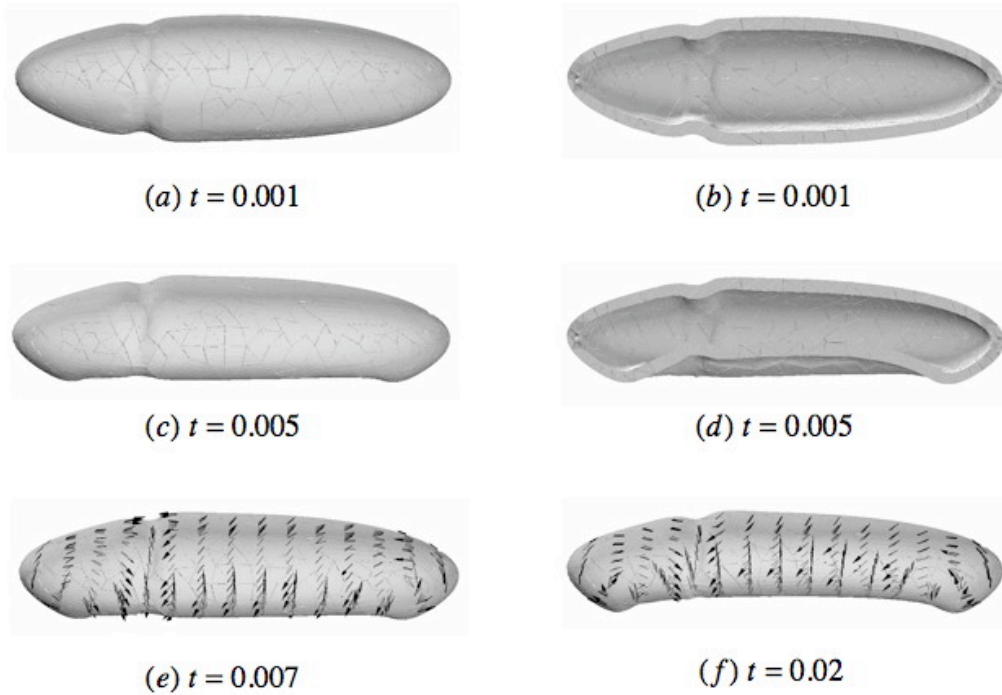 (a) t = 0.001
(b) t = 0.001
(c) t = 0.005
(d) t = 0.005
(e) t = 0.007
(f) t = 0.02